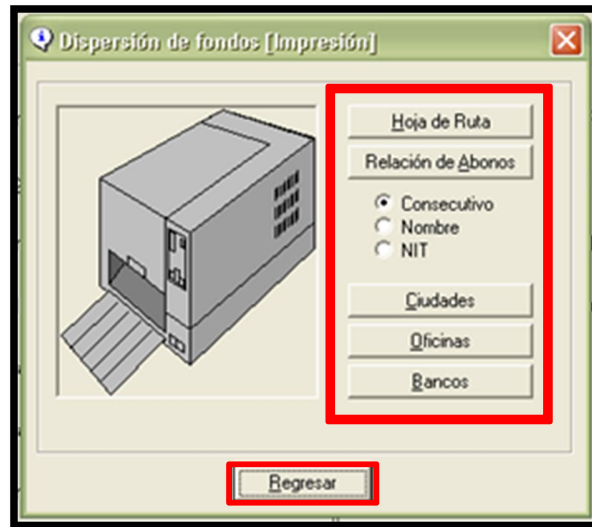 Dispersión de fondos [Impresión]
Hoja de Ruta
Relación de Abonos
Consecutivo
Nombre
NIT
Ciudades
Oficinas
Bancos
Regresar